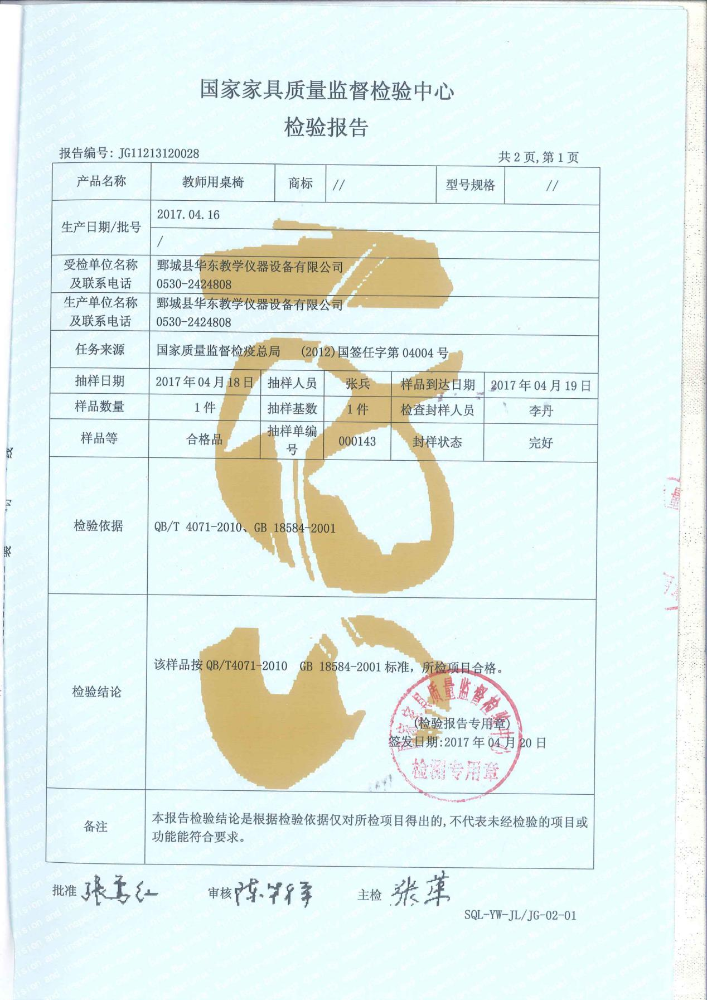 国家家具质量监督检验中心
检验报告
报告编号: JG11213120028
共 2 页,第 1 页
产品名称 教师用桌椅 商标 // 型号规格 //
生产日期/批号
2017.04.16
/
受检单位名称
及联系电话
鄄城县华东教学仪器设备有限公司
0530-2424808
生产单位名称
及联系电话
鄄城县华东教学仪器设备有限公司
0530-2424808
任务来源 国家质量监督检疫总局 (2012)国签任字第 04004 号
抽样日期 2017 年 04 月 18 日 抽样人员 张兵 样品到达日期 2017 年 04 月 19 日
样品数量 1 件 抽样基数 1 件 检查封样人员 李丹
样品等 合格品 抽样单编
号
000143 封样状态 完好
检验依据 QB/T 4071-2010、GB 18584-2001
检验结论
该样品按 QB/T4071-2010 GB 18584-2001 标准，所检项目合格。
国家家具质量监督检验中心
(检验报告专用章)
签发日期:2017 年 04 月 20 日
检测专用章
备注
本报告检验结论是根据检验依据仅对所检项目得出的,不代表未经检验的项目或
功能能符合要求。
批准 审核 主检 张
SQL-YW-JL/JG-02-01